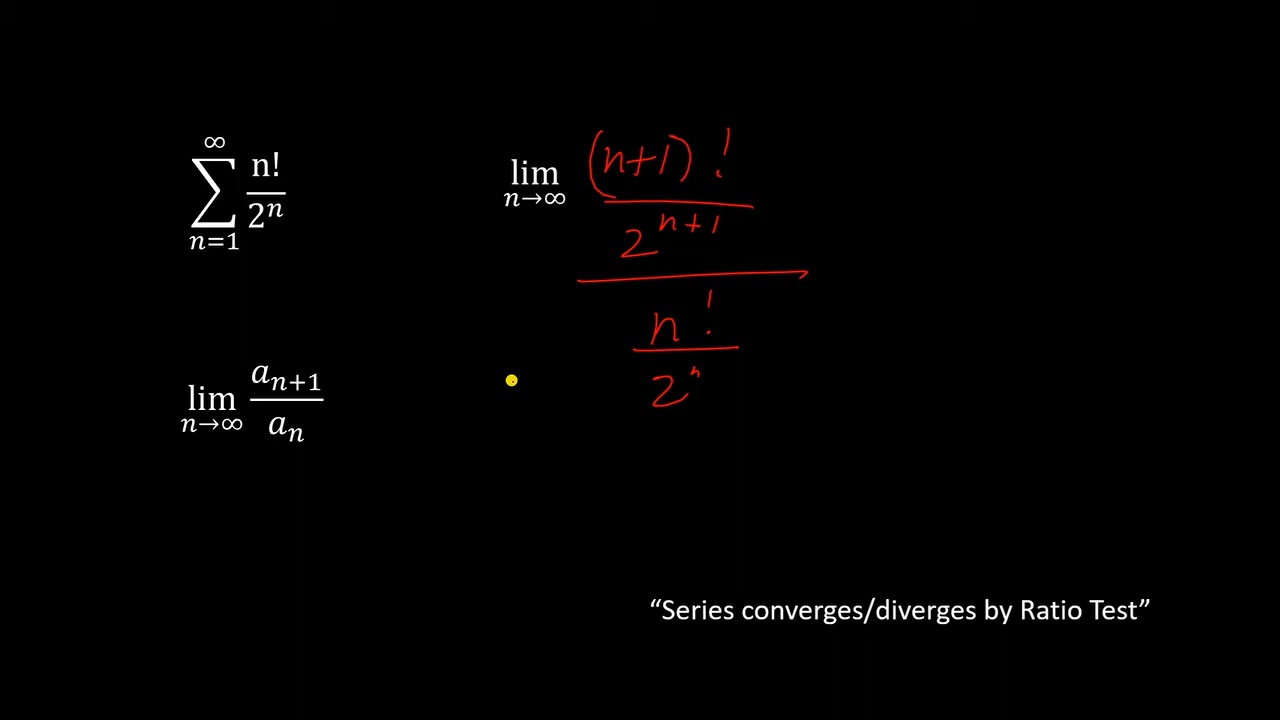 ∞
∑ n!/2ⁿ
n=1
lim n→∞ aₙ₊₁/aₙ
lim n→∞
(n+1)!
2ⁿ⁺¹
n!
2ⁿ
“Series converges/diverges by Ratio Test”